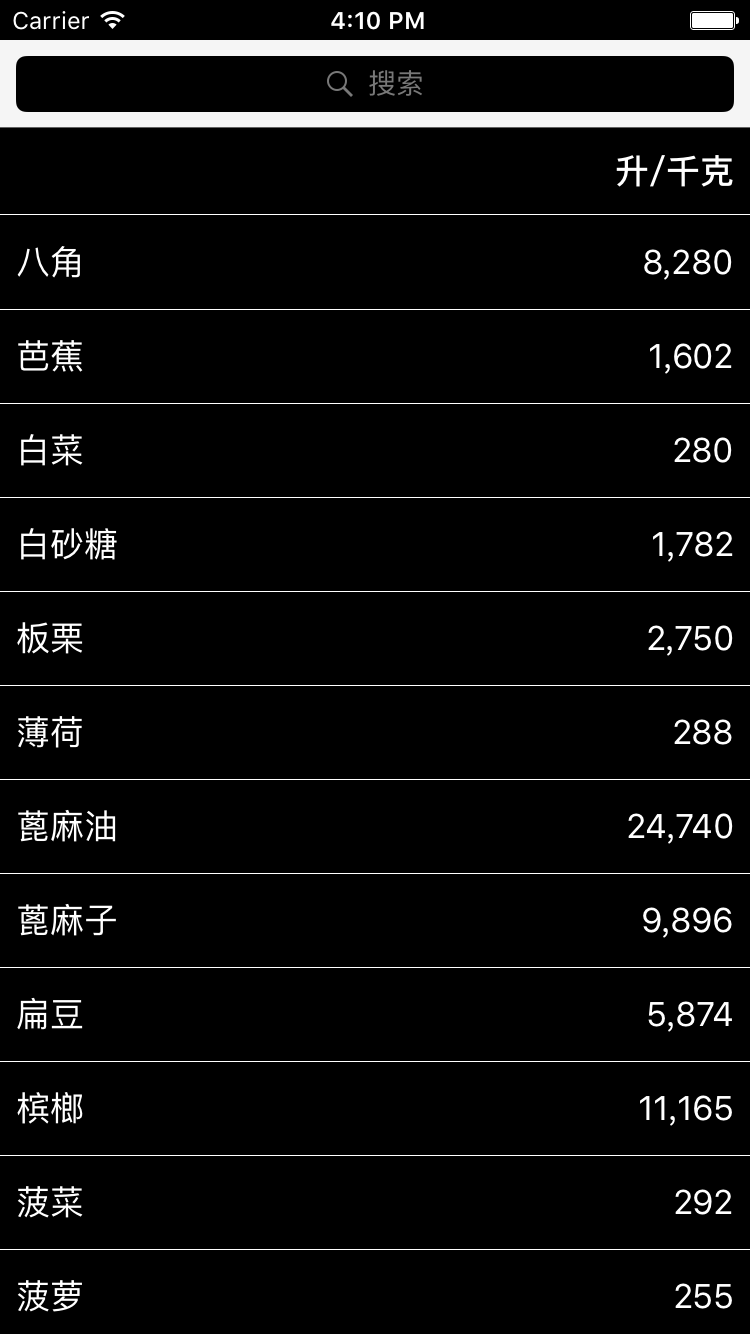 Carrier 4:10 PM
搜索
升/千克
八角 8,280
芭蕉 1,602
白菜 280
白砂糖 1,782
板栗 2,750
薄荷 288
蓖麻油 24,740
蓖麻子 9,896
扁豆 5,874
槟榔 11,165
菠菜 292
菠萝 255